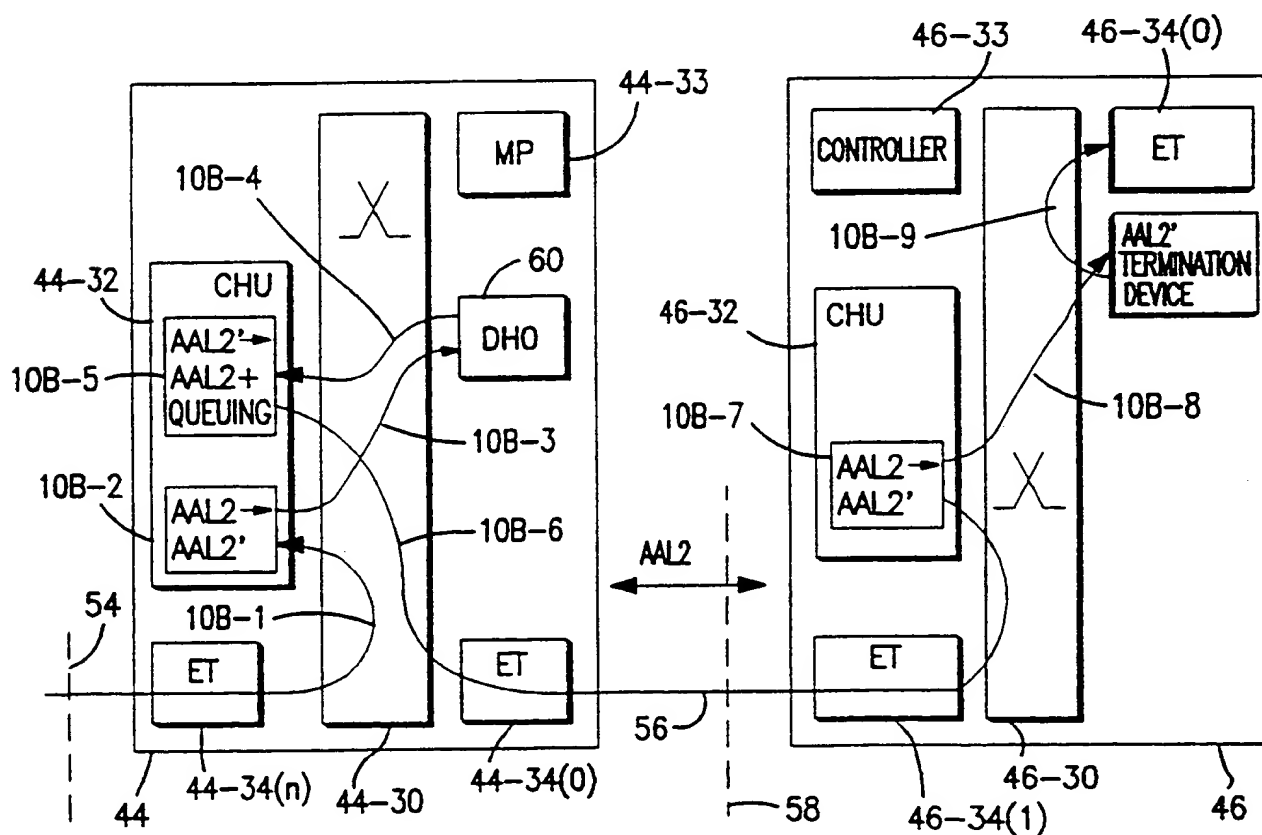 46-33
46-34(0)
44-33
MP
CONTROLLER
ET
10B-4
60
10B-9
AAL2'
TERMINATION
DEVICE
44-32
CHU
DHO
46-32
CHU
AAL2'→
AAL2+
QUEUING
10B-5
10B-3
10B-7
10B-8
10B-2
AAL2→
AAL2'
10B-6
AAL2→
AAL2'
AAL2
54
10B-1
ET
ET
ET
56
44
44-34(n)
44-30
44-34(0)
58
46-34(1)
46-30
46